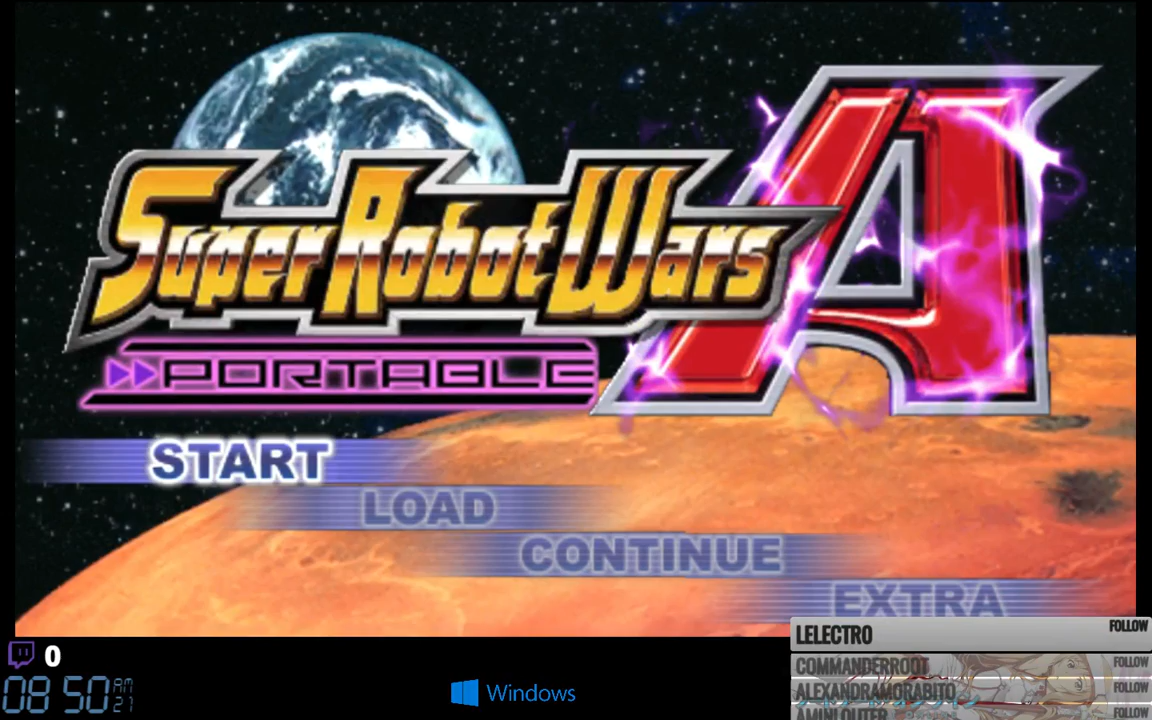 Super Robot Wars A
PORTABLE
START
LOAD
CONTINUE
EXTRA
LELECTRO FOLLOW
COMMANDERROOT FOLLOW
ALEXANDRAMORABITO FOLLOW
AMINLOUTER FOLLOW
0
08 50 AM 21
Windows